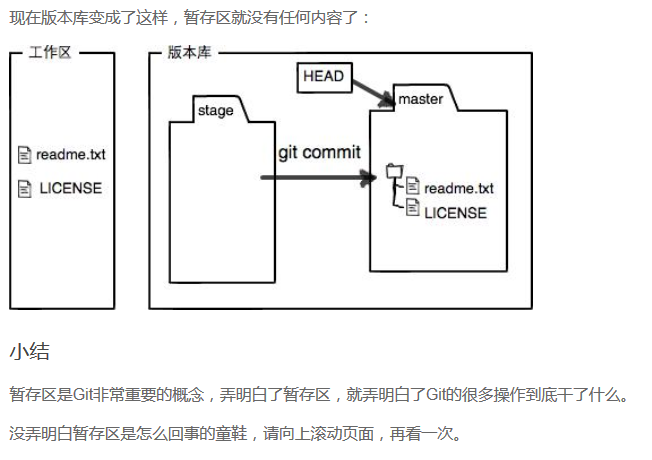 现在版本库变成了这样，暂存区就没有任何内容了：
工作区
版本库
HEAD
stage
master
git commit
readme.txt
LICENSE
readme.txt
LICENSE
小结
暂存区是Git非常重要的概念，弄明白了暂存区，就弄明白了Git的很多操作到底干了什么。
没弄明白暂存区是怎么回事的童鞋，请向上滚动页面，再看一次。